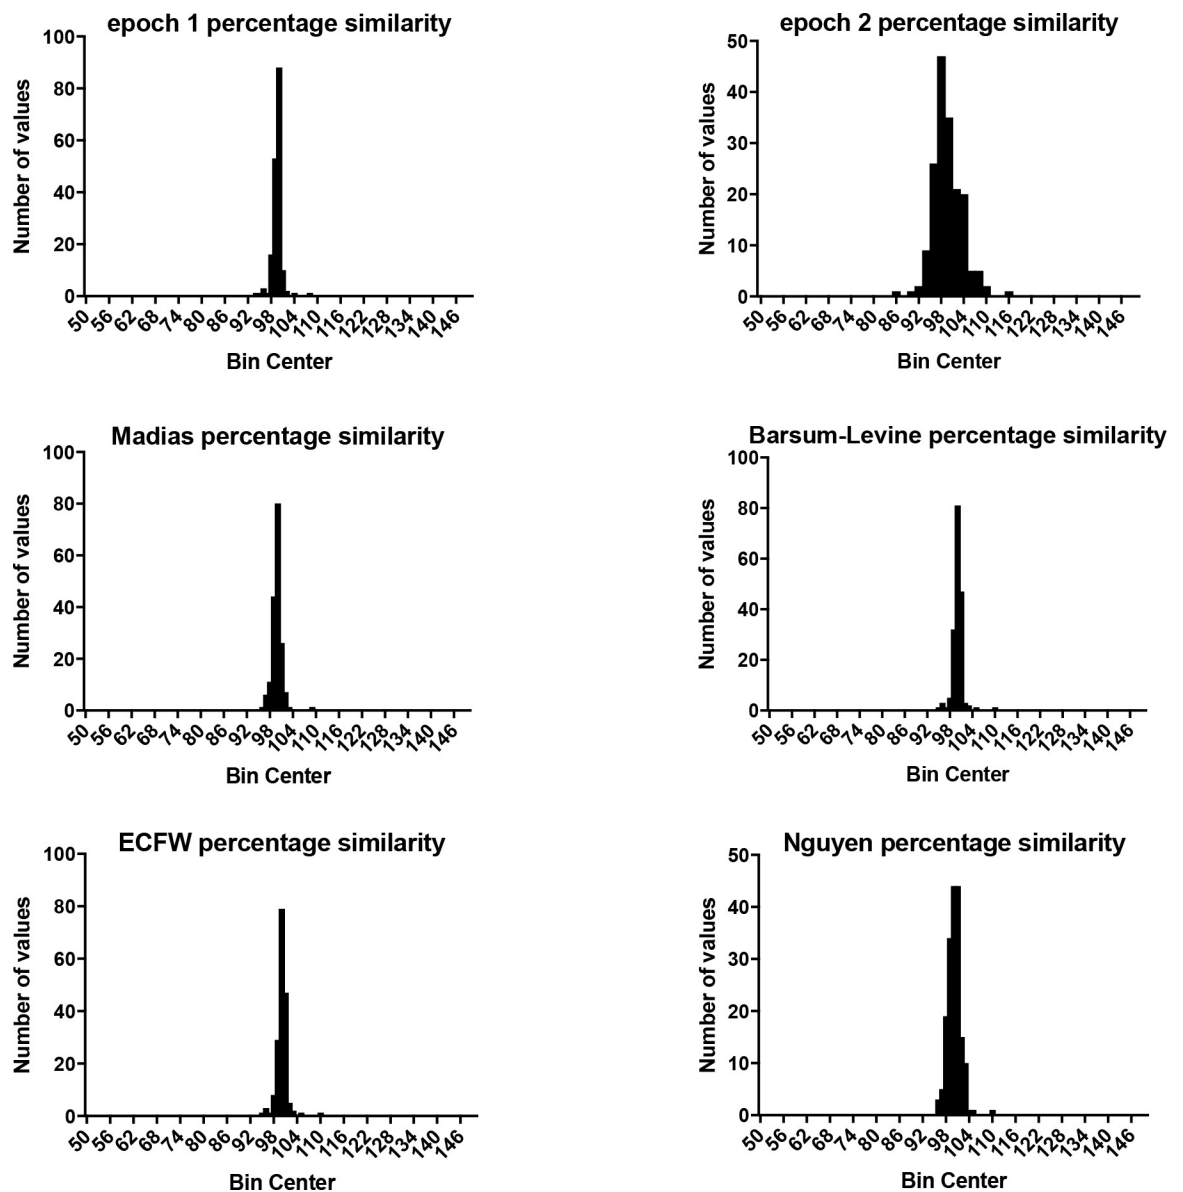 epoch 1 percentage similarity
Number of values
100
80
60
40
20
0
50 56 62 68 74 80 86 92 98 104 110 116 122 128 134 140 146
Bin Center
epoch 2 percentage similarity
Number of values
50
40
30
20
10
0
50 56 62 68 74 80 86 92 98 104 110 116 122 128 134 140 146
Bin Center
Madias percentage similarity
Number of values
100
80
60
40
20
0
50 56 62 68 74 80 86 92 98 104 110 116 122 128 134 140 146
Bin Center
Barsum-Levine percentage similarity
Number of values
100
80
60
40
20
0
50 56 62 68 74 80 86 92 98 104 110 116 122 128 134 140 146
Bin Center
ECFW percentage similarity
Number of values
100
80
60
40
20
0
50 56 62 68 74 80 86 92 98 104 110 116 122 128 134 140 146
Bin Center
Nguyen percentage similarity
Number of values
50
40
30
20
10
0
50 56 62 68 74 80 86 92 98 104 110 116 122 128 134 140 146
Bin Center